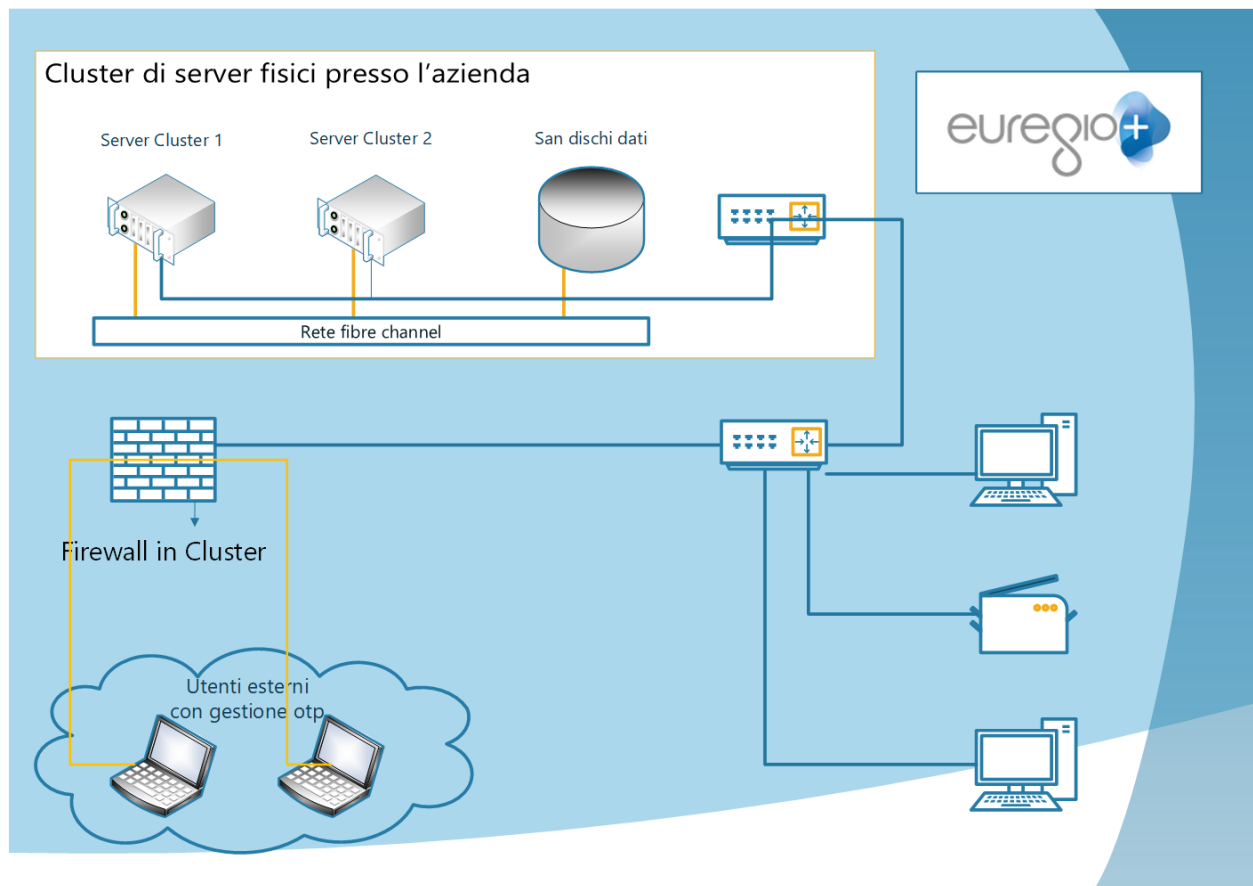 Cluster di server fisici presso l'azienda
euregio+
Server Cluster 1
Server Cluster 2
San dischi dati
Rete fibre channel
Firewall in Cluster
Utenti esterni
con gestione otp